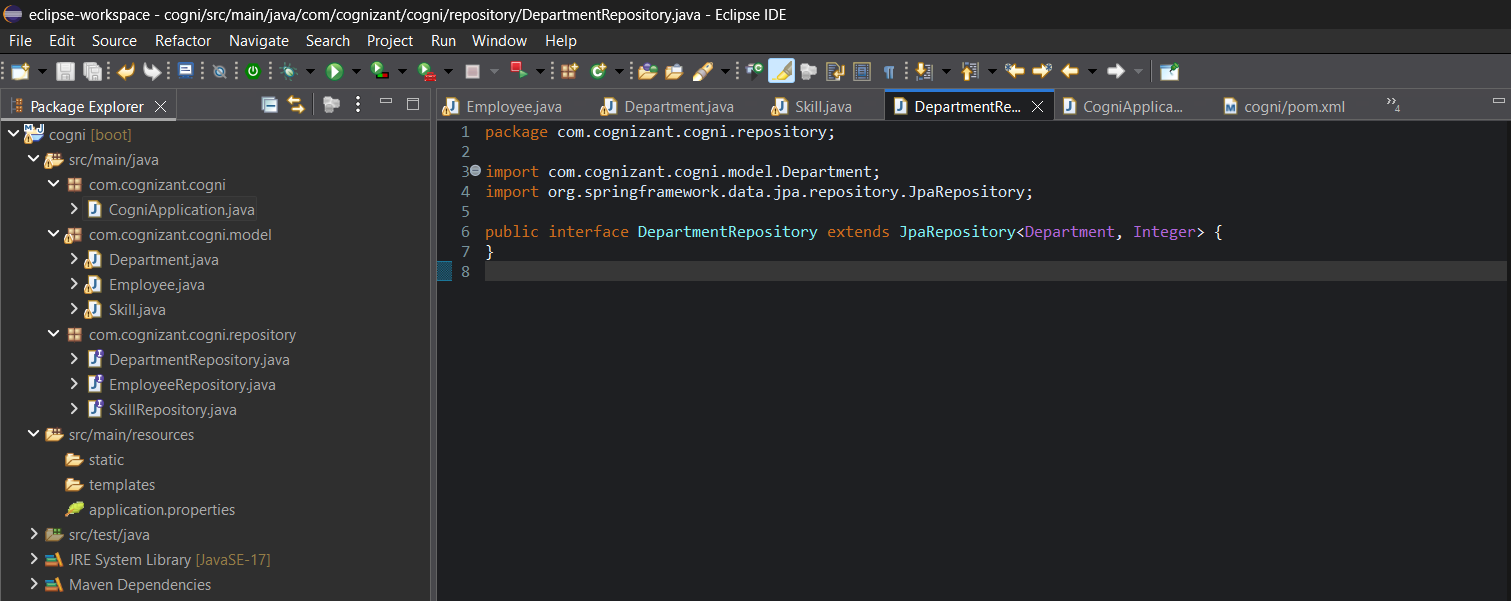 eclipse-workspace - cogni/src/main/java/com/cognizant/cogni/repository/DepartmentRepository.java - Eclipse IDE
File Edit Source Refactor Navigate Search Project Run Window Help
Package Explorer
cogni [boot]
src/main/java
com.cognizant.cogni
CogniApplication.java
com.cognizant.cogni.model
Department.java
Employee.java
Skill.java
com.cognizant.cogni.repository
DepartmentRepository.java
EmployeeRepository.java
SkillRepository.java
src/main/resources
static
templates
application.properties
src/test/java
JRE System Library [JavaSE-17]
Maven Dependencies
Employee.java Department.java Skill.java DepartmentRe... CogniApplica... cogni/pom.xml »4
1 package com.cognizant.cogni.repository;
2
3 import com.cognizant.cogni.model.Department;
4 import org.springframework.data.jpa.repository.JpaRepository;
5
6 public interface DepartmentRepository extends JpaRepository<Department, Integer> {
7 }
8